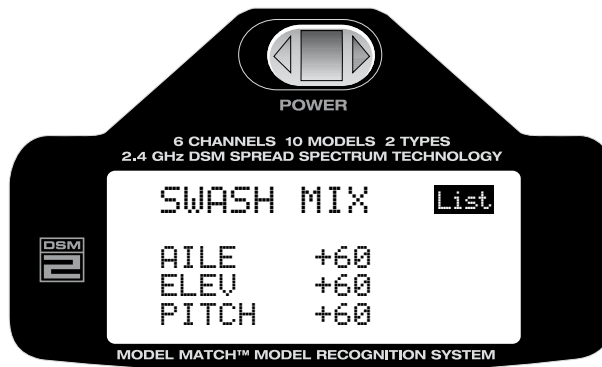 POWER
6 CHANNELS 10 MODELS 2 TYPES
2.4 GHz DSM SPREAD SPECTRUM TECHNOLOGY
SWASH MIX List
DSM
2
AILE +60
ELEV +60
PITCH +60
MODEL MATCH™ MODEL RECOGNITION SYSTEM